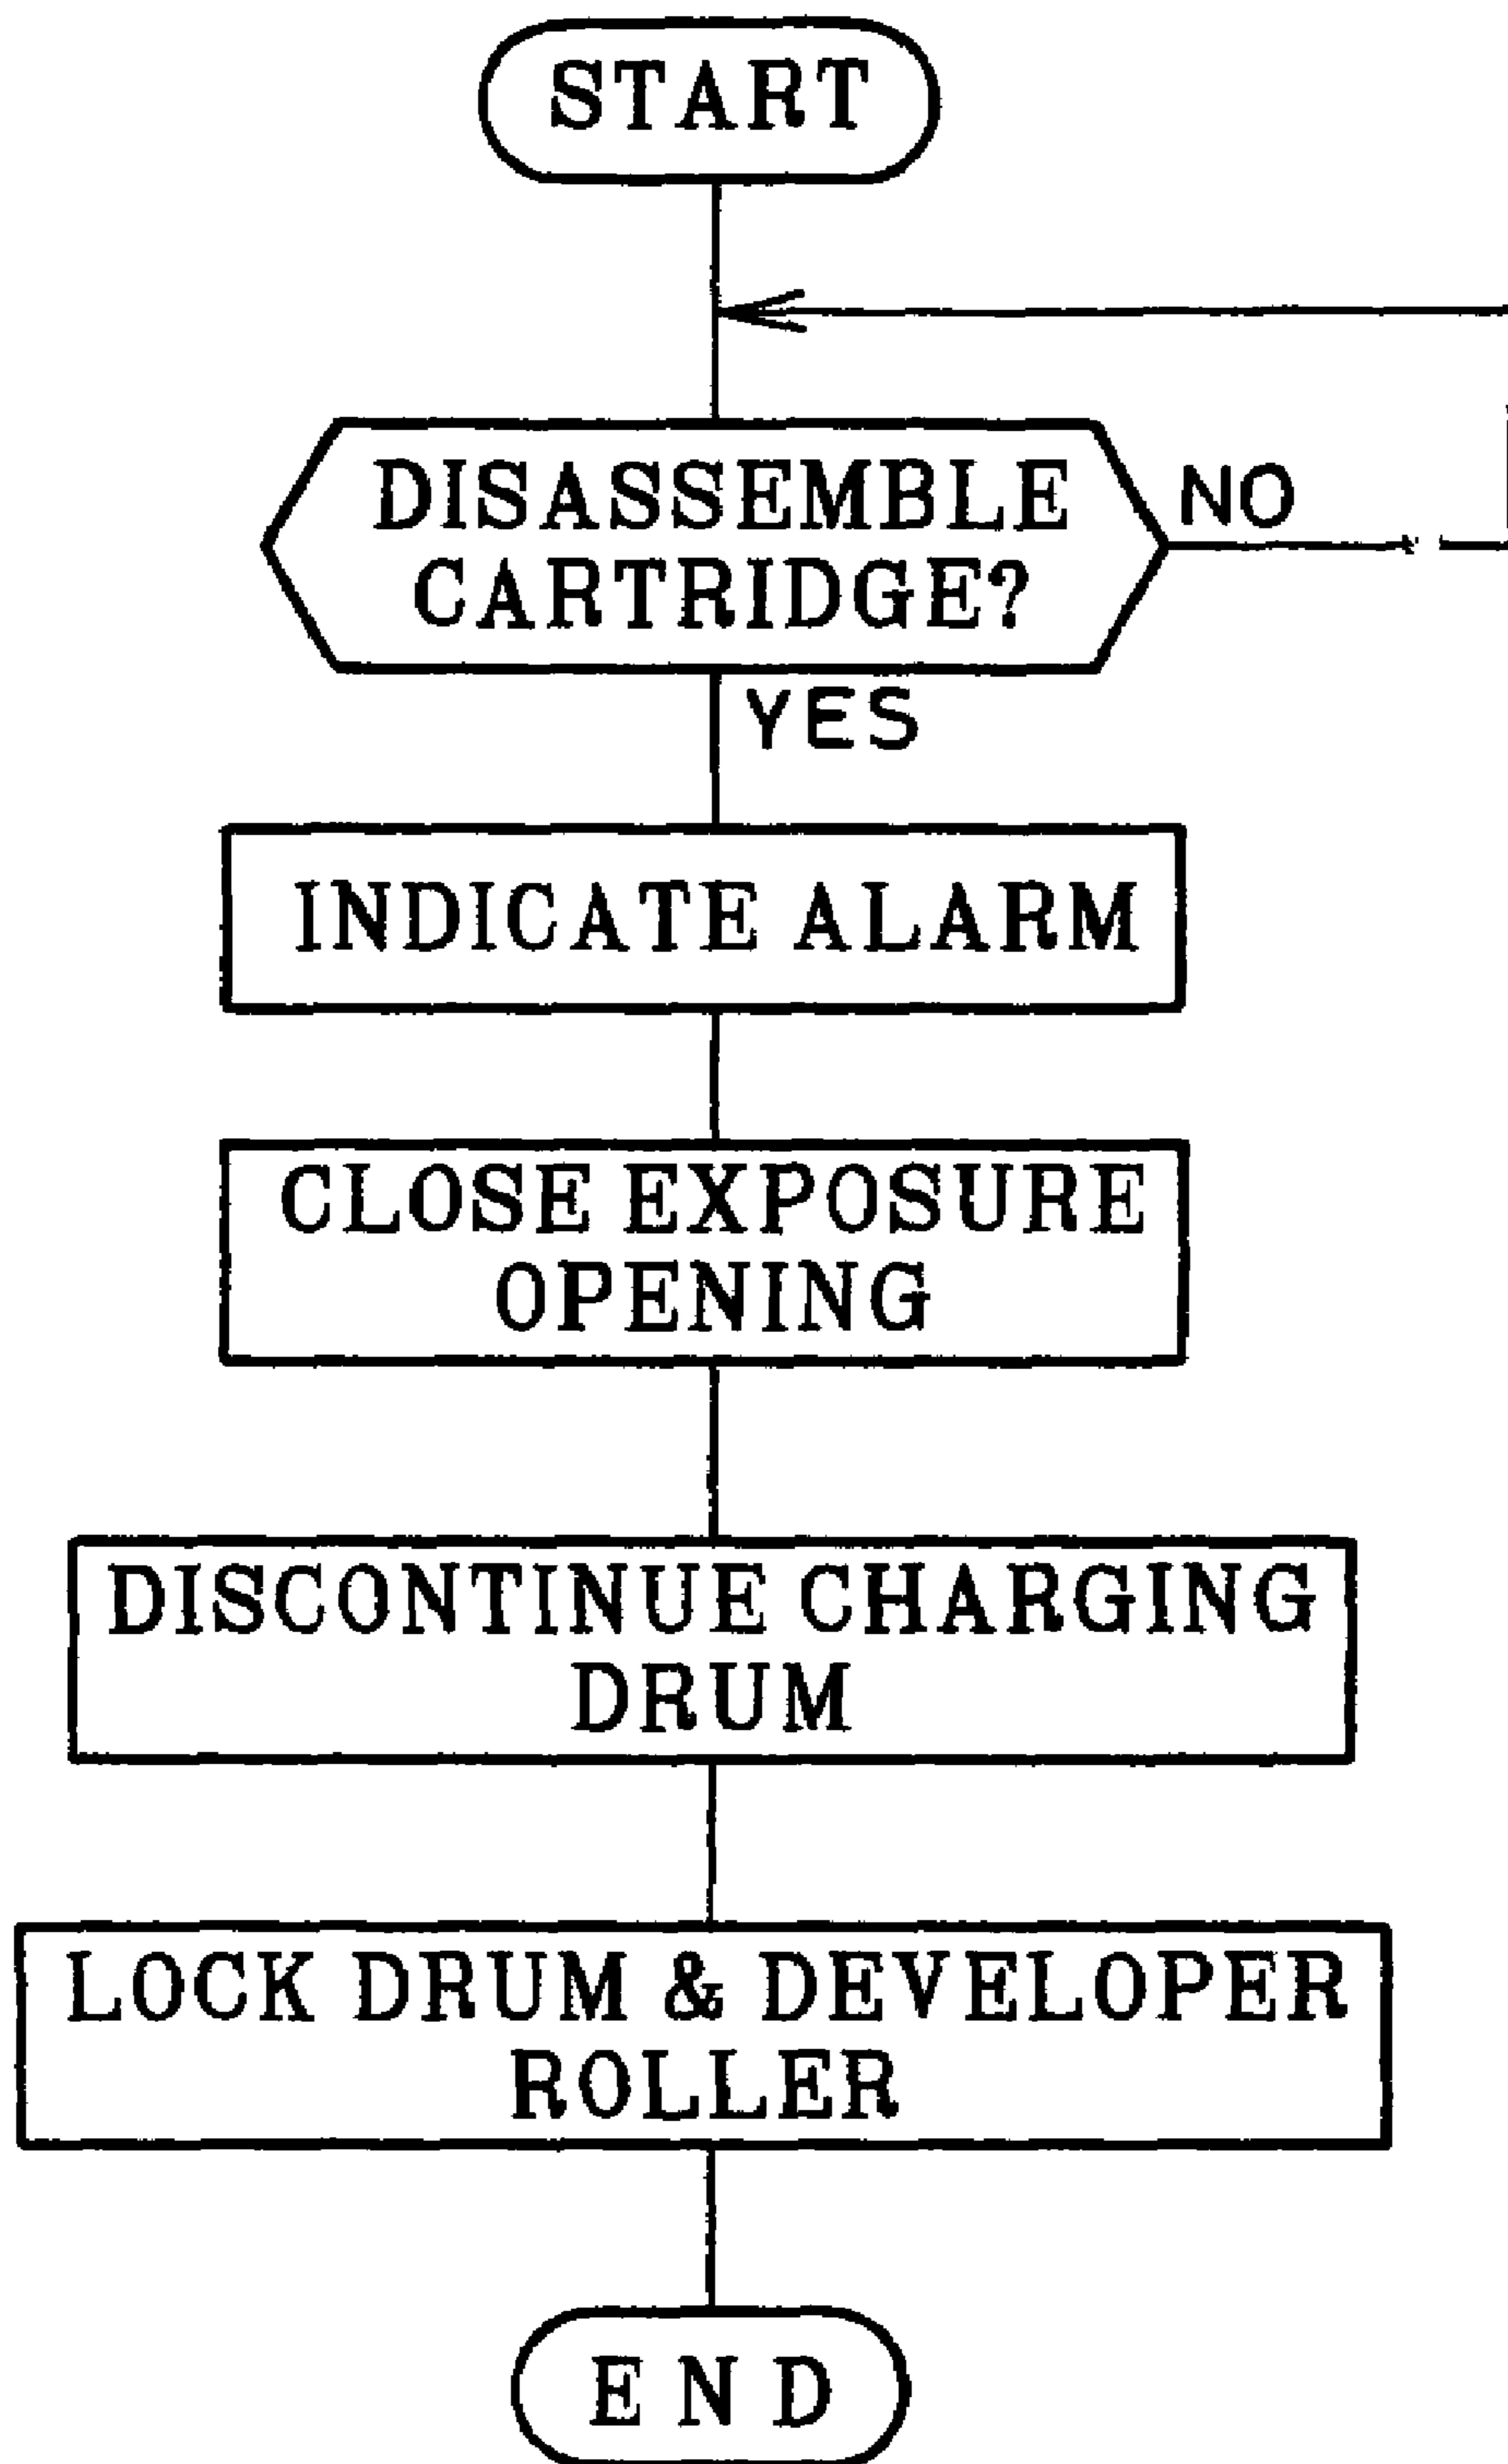 START
DISASSEMBLE
CARTRIDGE?
NO
YES
INDICATE ALARM
CLOSE EXPOSURE
OPENING
DISCONTINUE CHARGING
DRUM
LOCK DRUM & DEVELOPER
ROLLER
END